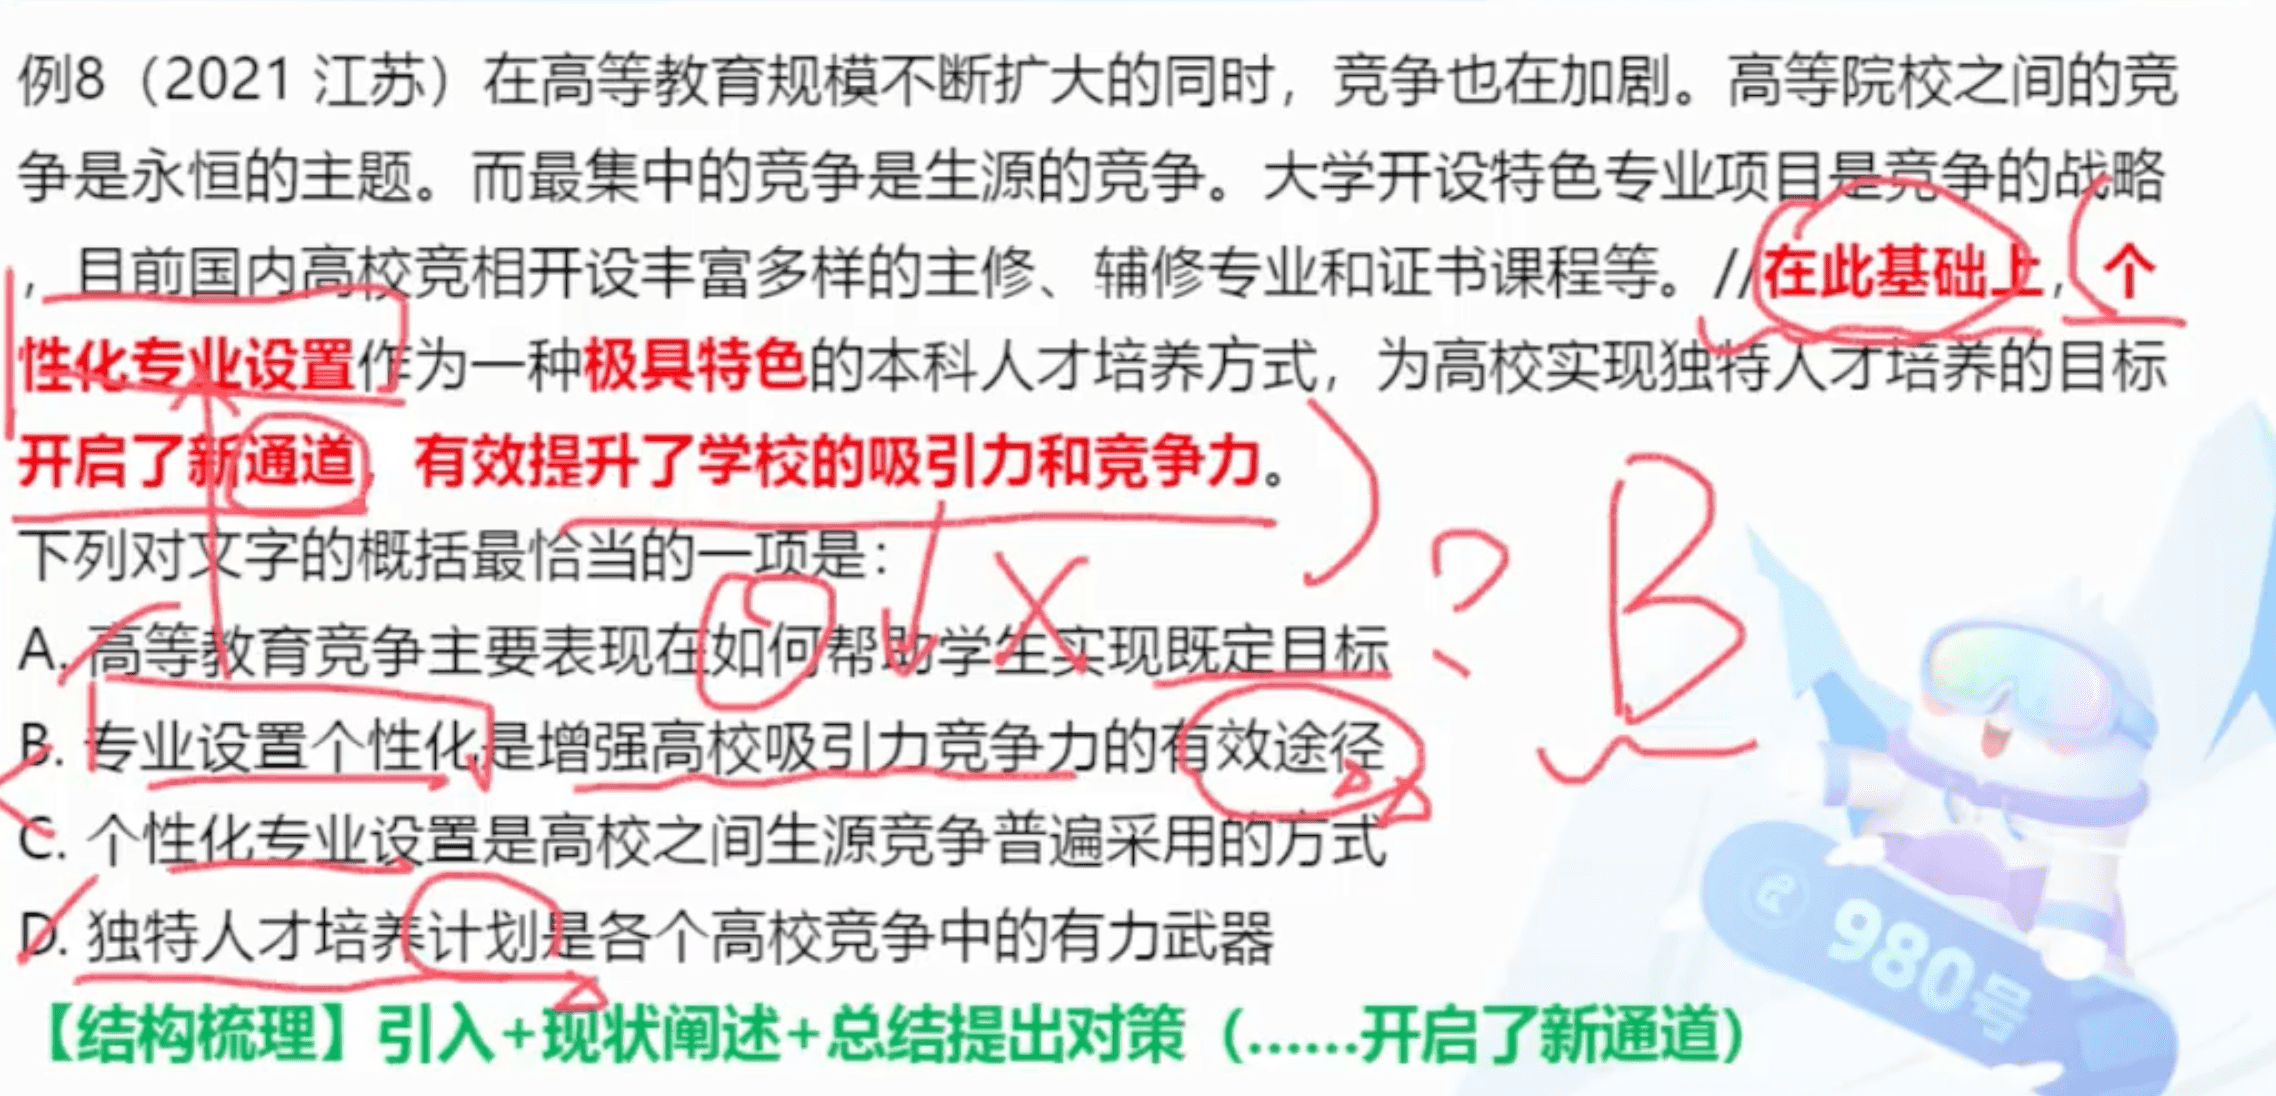 例8（2021 江苏）在高等教育规模不断扩大的同时，竞争也在加剧。高等院校之间的竞
争是永恒的主题。而最集中的竞争是生源的竞争。大学开设特色专业项目是竞争的战略
，目前国内高校竞相开设丰富多样的主修、辅修专业和证书课程等。//在此基础上，个
性化专业设置作为一种极具特色的本科人才培养方式，为高校实现独特人才培养的目标
开启了新通道，有效提升了学校的吸引力和竞争力。
下列对文字的概括最恰当的一项是：
A. 高等教育竞争主要表现在如何帮助学生实现既定目标
?
B
B. 专业设置个性化是增强高校吸引力竞争力的有效途径
C. 个性化专业设置是高校之间生源竞争普遍采用的方式
D. 独特人才培养计划是各个高校竞争中的有力武器
980号
【结构梳理】引入+现状阐述+总结提出对策（......开启了新通道）